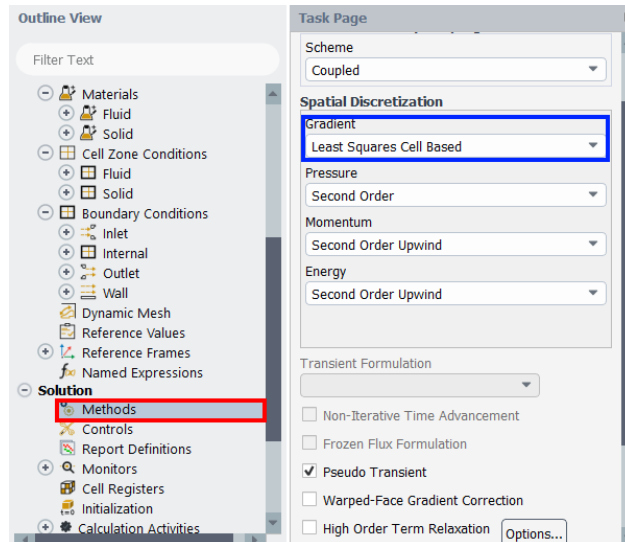 Outline View
Filter Text
Materials
Fluid
Solid
Cell Zone Conditions
Fluid
Solid
Boundary Conditions
Inlet
Internal
Outlet
Wall
Dynamic Mesh
Reference Values
Reference Frames
fx Named Expressions
Solution
Methods
Controls
Report Definitions
Monitors
Cell Registers
t=0 Initialization
Calculation Activities
Task Page
Scheme
Coupled
Spatial Discretization
Gradient
Least Squares Cell Based
Pressure
Second Order
Momentum
Second Order Upwind
Energy
Second Order Upwind
Transient Formulation
Non-Iterative Time Advancement
Frozen Flux Formulation
Pseudo Transient
Warped-Face Gradient Correction
High Order Term Relaxation Options...